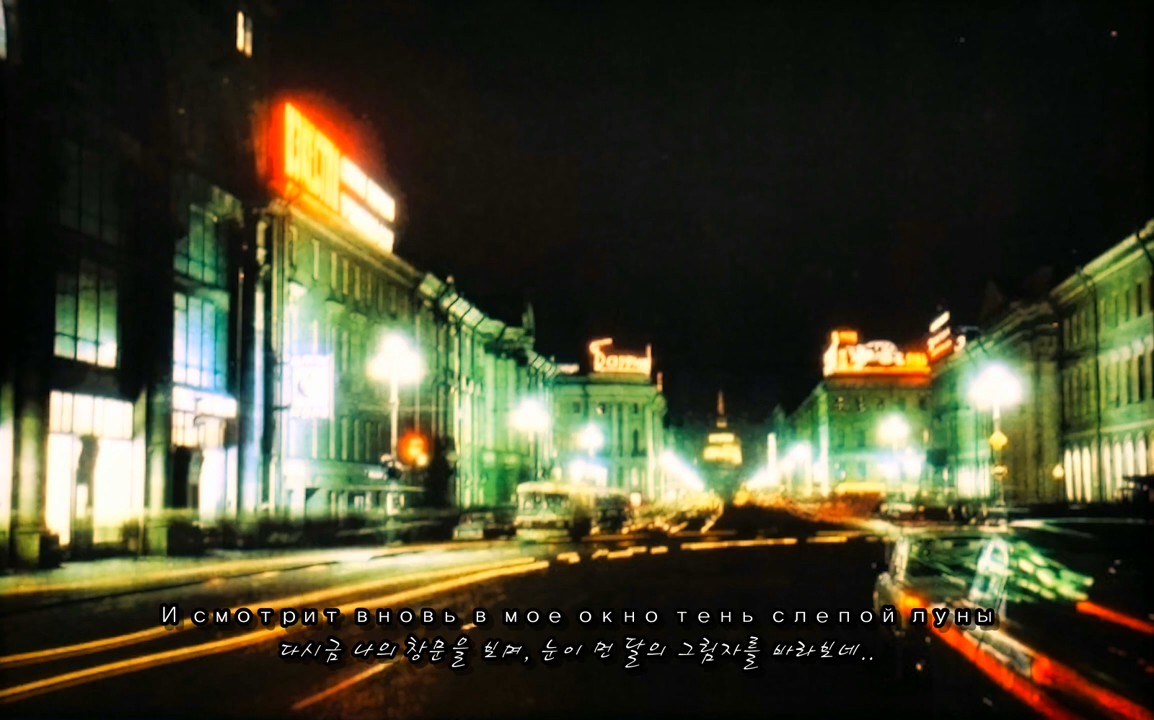 И смотрит вновь в мое окно тень слепой луны
다시금 나의 창문을 보며, 눈이 먼 달의 그림자를 바라보네..